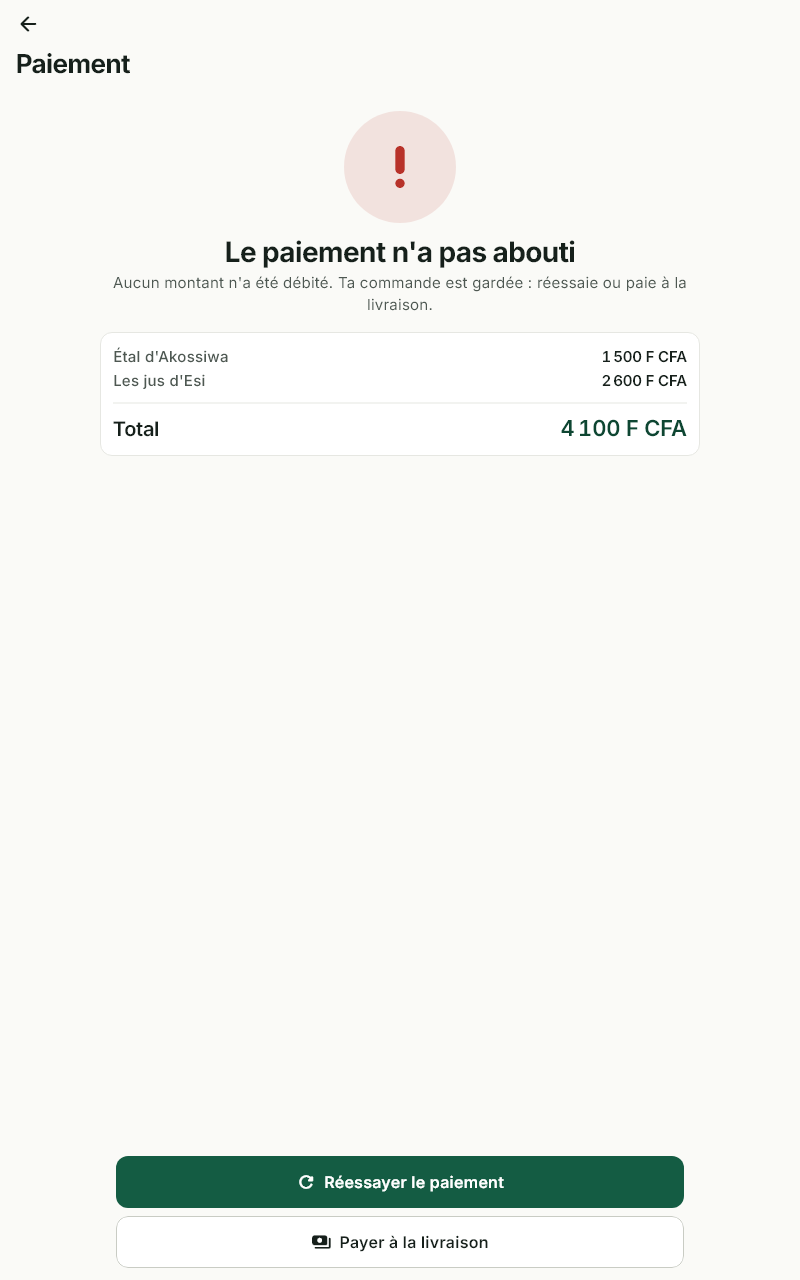 Paiement
Le paiement n'a pas abouti
Aucun montant n'a été débité. Ta commande est gardée : réessaie ou paie à la
livraison.
Étal d'Akossiwa 1 500 F CFA
Les jus d'Esi 2 600 F CFA
Total 4 100 F CFA
Réessayer le paiement
Payer à la livraison